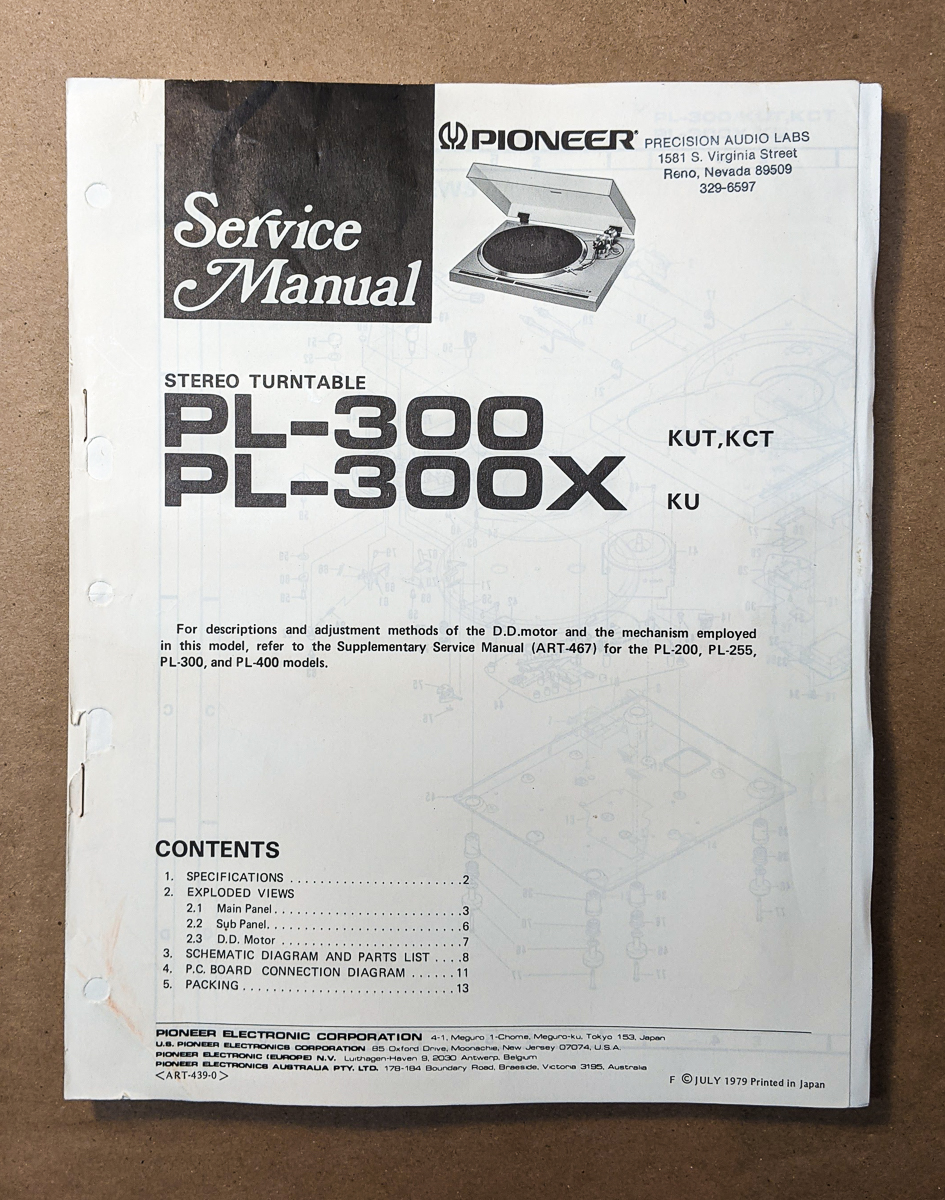 Service
Manual
PIONEER®
PRECISION AUDIO LABS
1581 S. Virginia Street
Reno, Nevada 89509
329-6597
STEREO TURNTABLE
PL-300 KUT,KCT
PL-300X KU
For descriptions and adjustment methods of the D.D.motor and the mechanism employed
in this model, refer to the Supplementary Service Manual (ART-467) for the PL-200, PL-255,
PL-300, and PL-400 models.
CONTENTS
1. SPECIFICATIONS ........................2
2. EXPLODED VIEWS
2.1 Main Panel.........................3
2.2 Sub Panel..........................6
2.3 D.D. Motor ........................7
3. SCHEMATIC DIAGRAM AND PARTS LIST ....8
4. P.C. BOARD CONNECTION DIAGRAM ......11
5. PACKING .............................13
PIONEER ELECTRONIC CORPORATION 4-1, Meguro 1-Chome, Meguro-ku, Tokyo 153, Japan
U.S. PIONEER ELECTRONICS CORPORATION 85 Oxford Drive, Moonachie, New Jersey 07074, U.S.A.
PIONEER ELECTRONIC (EUROPE) N.V. Luithagen-Haven 9, 2030 Antwerp, Belgium
PIONEER ELECTRONICS AUSTRALIA PTY. LTD. 178-184 Boundary Road, Braeside, Victoria 3195, Australia
<ART-439-0>
F ©JULY 1979 Printed in Japan